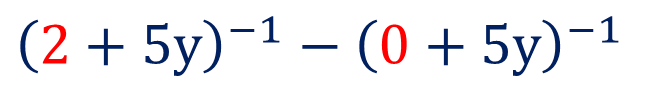 (2 + 5y)⁻¹ − (0 + 5y)⁻¹